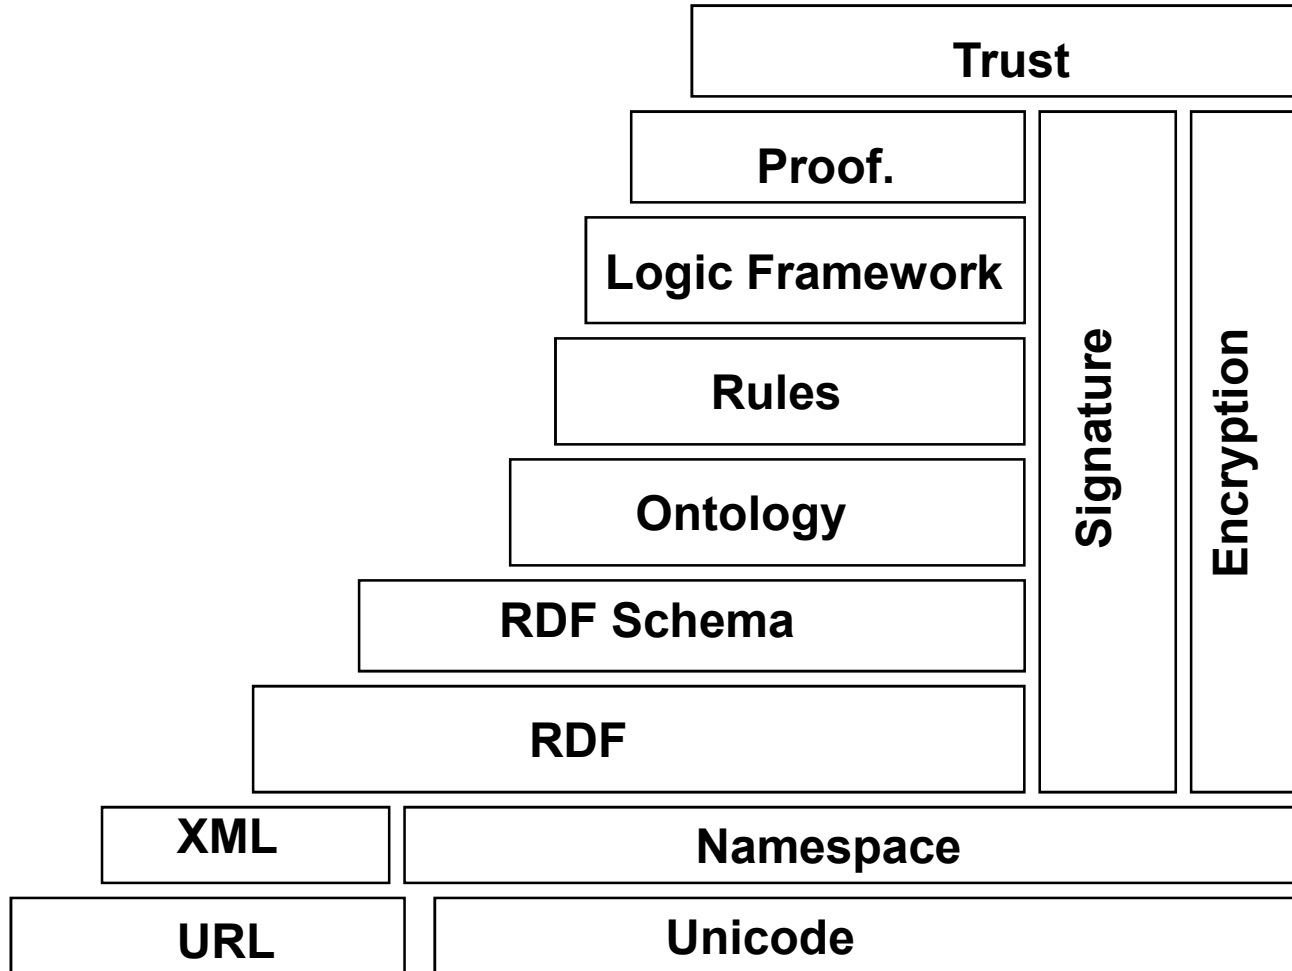 Trust
Proof.
Logic Framework
Rules
Ontology
RDF Schema
RDF
Signature
Encryption
XML
Namespace
URL
Unicode